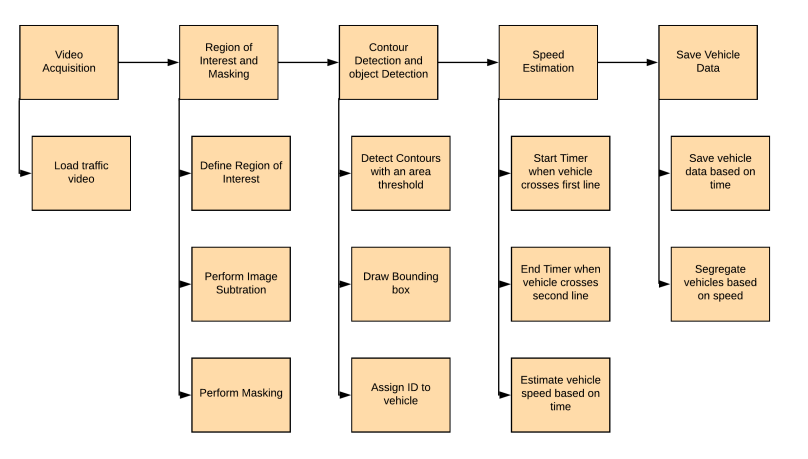 Video
Acquisition
Region of
Interest and
Masking
Contour
Detection and
object Detection
Speed
Estimation
Save Vehicle
Data
Load traffic
video
Define Region of
Interest
Detect Contours
with an area
threshold
Start Timer
when vehicle
crosses first line
Save vehicle
data based on
time
Perform Image
Subtration
Draw Bounding
box
End Timer when
vehicle crosses
second line
Segregate
vehicles based
on speed
Perform Masking
Assign ID to
vehicle
Estimate vehicle
speed based on
time